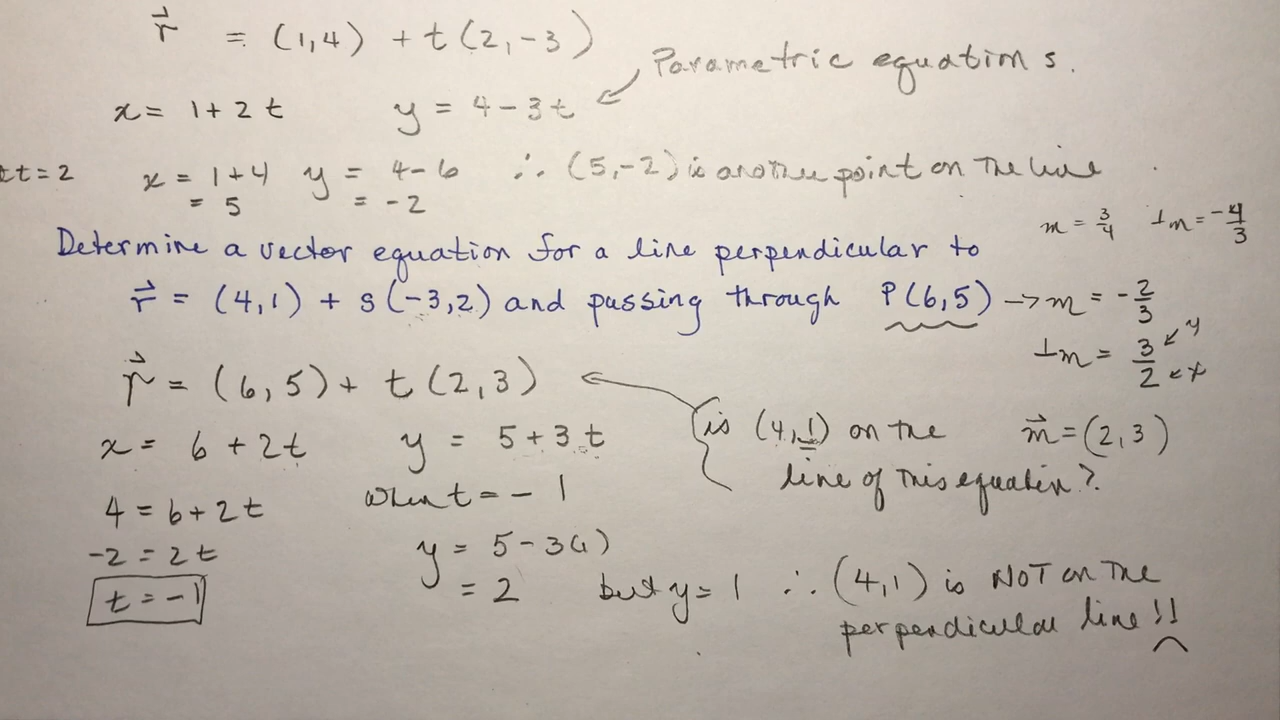 r⃗ = (1,4) + t(2,-3)
Parametric equations.
x = 1+2t y = 4-3t
t=2 x = 1+4 y = 4-6 ∴ (5,-2) is another point on the line
= 5 = -2
m = 3/4 ⊥m = -4/3
Determine a vector equation for a line perpendicular to
r⃗ = (4,1) + s(-3,2) and passing through P(6,5) → m = -2/3
⊥m = 3/2 ← y ← x
r⃗ = (6,5) + t(2,3)
is (4,1) on the m⃗ = (2,3)
line of this equation?
x = 6+2t y = 5+3t
4 = 6+2t when t = -1
-2 = 2t y = 5-3(1)
t = -1 = 2 but y = 1 ∴ (4,1) is NOT on the
perpendicular line!!